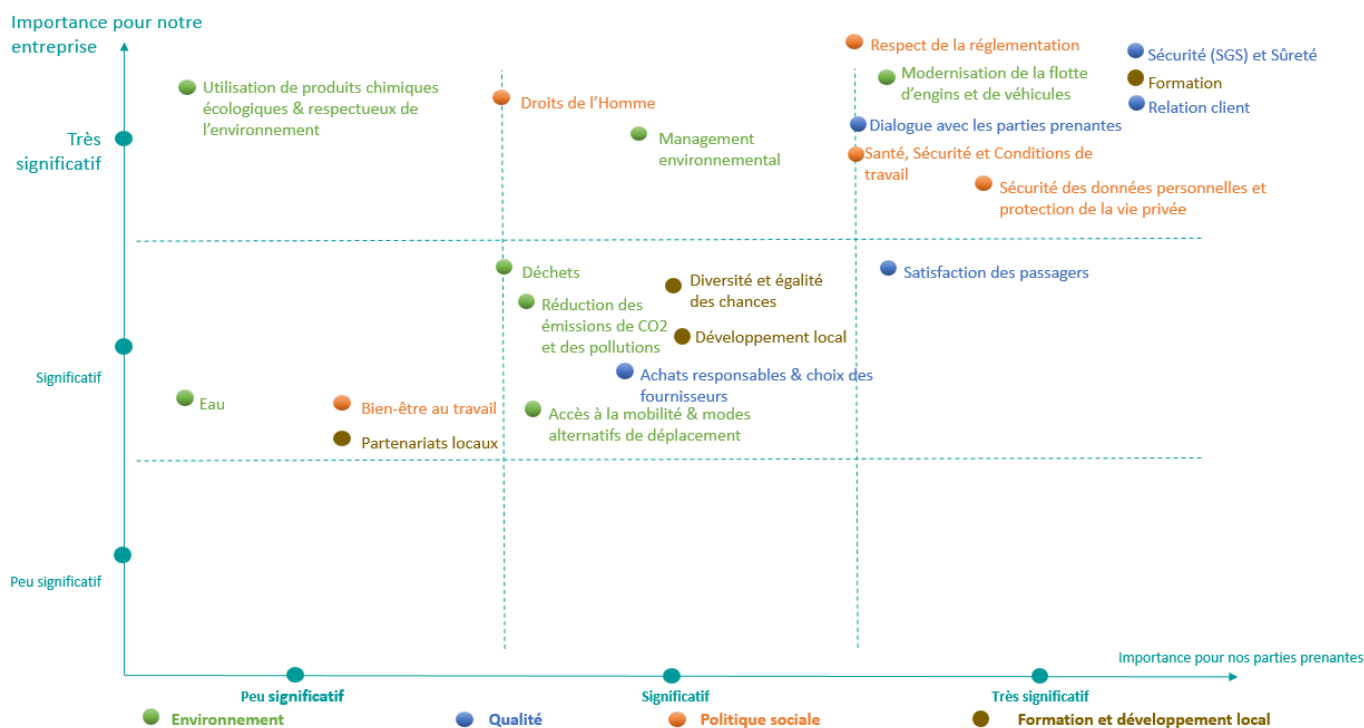 Importance pour notre
entreprise
Respect de la réglementation
Sécurité (SGS) et Sûreté
Utilisation de produits chimiques
écologiques & respectueux de
l'environnement
Modernisation de la flotte
d'engins et de véhicules
Formation
Droits de l'Homme
Relation client
Très
significatif
Management
environnemental
Dialogue avec les parties prenantes
Santé, Sécurité et Conditions de
travail
Sécurité des données personnelles et
protection de la vie privée
Déchets
Diversité et égalité
des chances
Satisfaction des passagers
Réduction des
émissions de CO2
et des pollutions
Développement local
Significatif
Achats responsables & choix des
fournisseurs
Eau
Bien-être au travail
Accès à la mobilité & modes
alternatifs de déplacement
Partenariats locaux
Peu significatif
Importance pour nos parties prenantes
Peu significatif
Significatif
Très significatif
Environnement
Qualité
Politique sociale
Formation et développement local